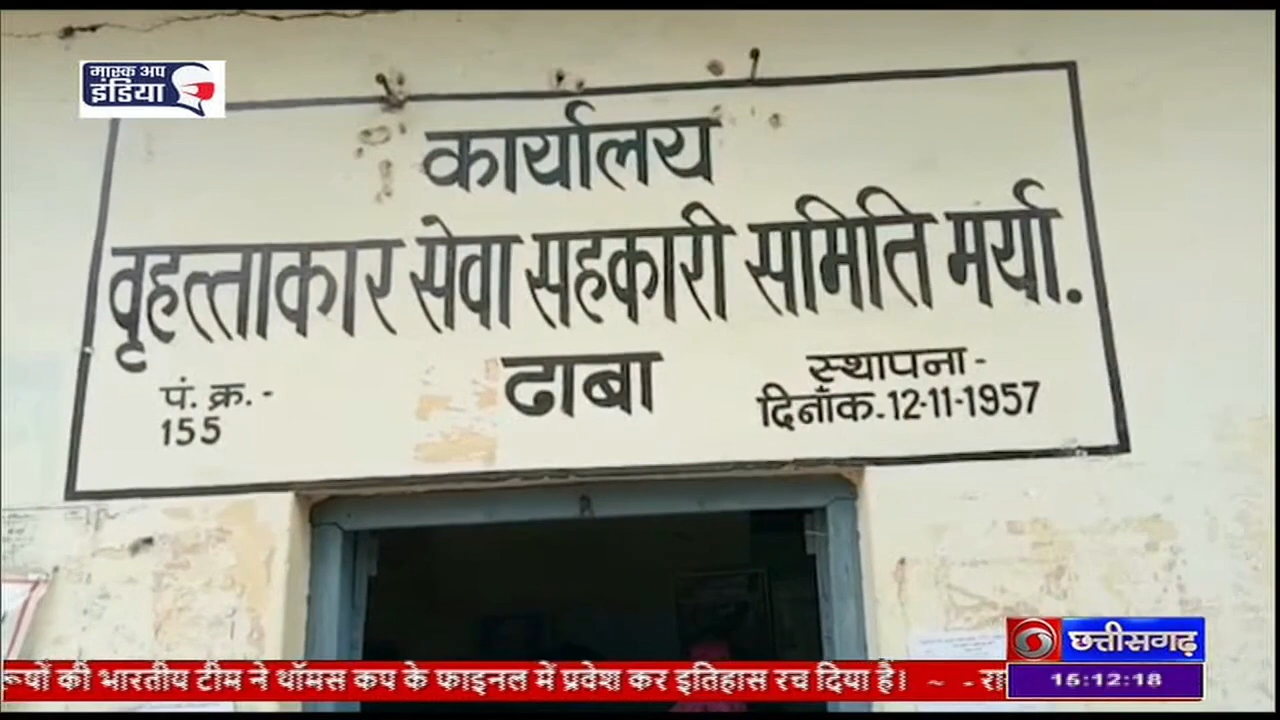 मास्क अप
इंडिया
कार्यालय
वृहत्ताकार सेवा सहकारी समिति मर्या.
ढाबा
पं. क्र. -
155
स्थापना -
दिनाँक. 12-11-1957
छत्तीसगढ़
की भारतीय टीम ने थॉमस कप के फाइनल में प्रवेश कर इतिहास रच दिया है। ~ -
15:12:18